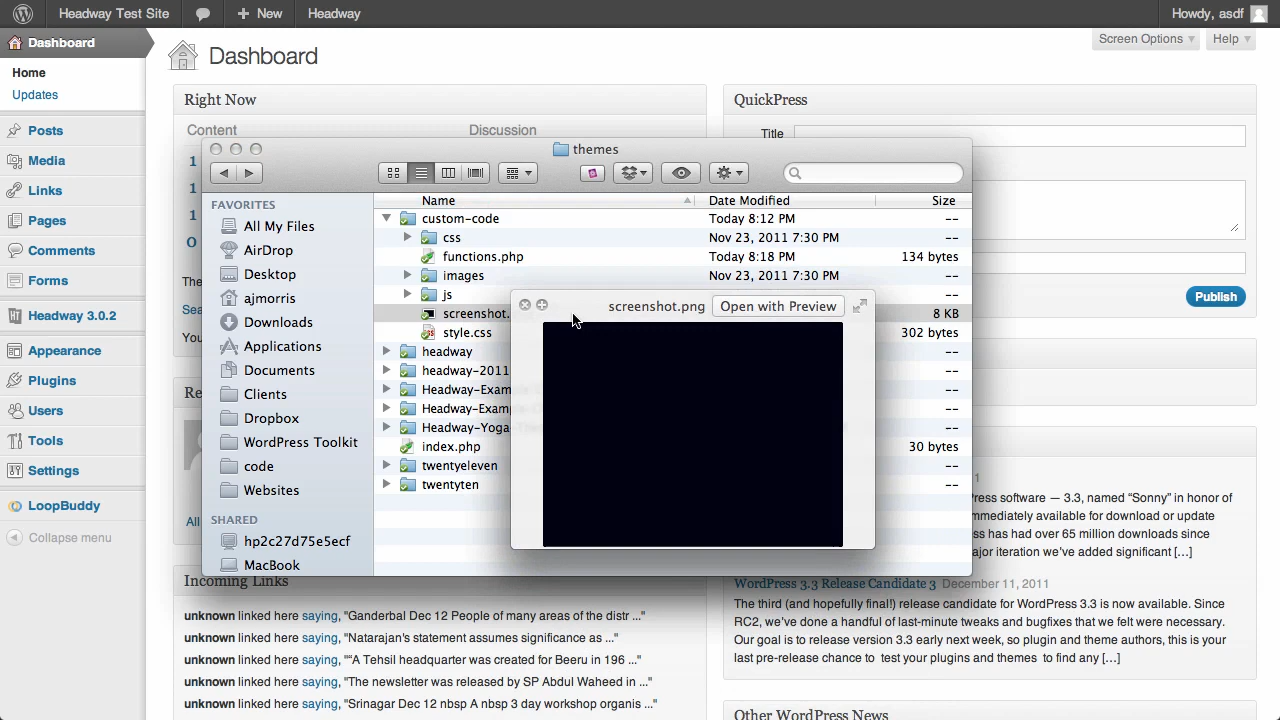 Headway Test Site
New
Headway
Howdy, asdf
Dashboard
Home
Updates
Posts
Media
Links
Pages
Comments
Forms
Headway 3.0.2
Appearance
Plugins
Users
Tools
Settings
LoopBuddy
Collapse menu
Dashboard
Screen Options
Help
Right Now
Content
Discussion
1
1
1
0
The
Sea
You
Re
All
QuickPress
Title
Publish
themes
FAVORITES
All My Files
AirDrop
Desktop
ajmorris
Downloads
Applications
Documents
Clients
Dropbox
WordPress Toolkit
code
Websites
SHARED
hp2c27d75e5ecf
MacBook
Name Date Modified Size
custom-code Today 8:12 PM --
css Nov 23, 2011 7:30 PM --
functions.php Today 8:18 PM 134 bytes
images Nov 23, 2011 7:30 PM --
js
screenshot. 8 KB
style.css 302 bytes
headway --
headway-2011 --
Headway-Exam --
Headway-Example --
Headway-Yoga- --
index.php 30 bytes
twentyeleven --
twentyten --
screenshot.png
Open with Preview
Incoming Links
unknown linked here saying, "Ganderbal Dec 12 People of many areas of the distr ..."
unknown linked here saying, "Natarajan's statement assumes significance as ..."
unknown linked here saying, ""A Tehsil headquarter was created for Beeru in 196 ..."
unknown linked here saying, "The newsletter was released by SP Abdul Waheed in ..."
unknown linked here saying, "Srinagar Dec 12 nbsp A nbsp 3 day workshop organis ..."
1
Press software — 3.3, named “Sonny” in honor of
mmediately available for download or update
ss has had over 65 million downloads since
ajor iteration we've added significant [...]
WordPress 3.3 Release Candidate 3 December 11, 2011
The third (and hopefully final!) release candidate for WordPress 3.3 is now available. Since
RC2, we've done a handful of last-minute tweaks and bugfixes that we felt were necessary.
Our goal is to release version 3.3 early next week, so plugin and theme authors, this is your
last pre-release chance to test your plugins and themes to find any [...]
Other WordPress News